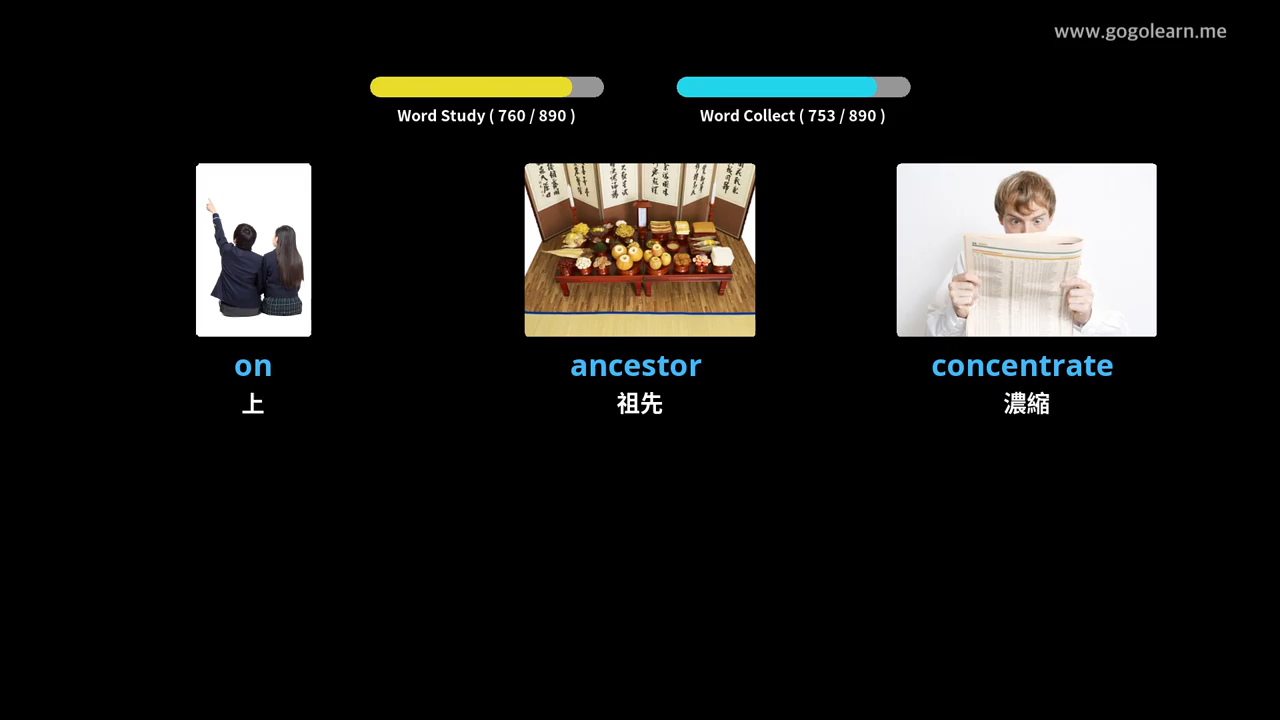 www.gogolearn.me
Word Study ( 760 / 890 )
Word Collect ( 753 / 890 )
on
ancestor
concentrate
上
祖先
濃縮